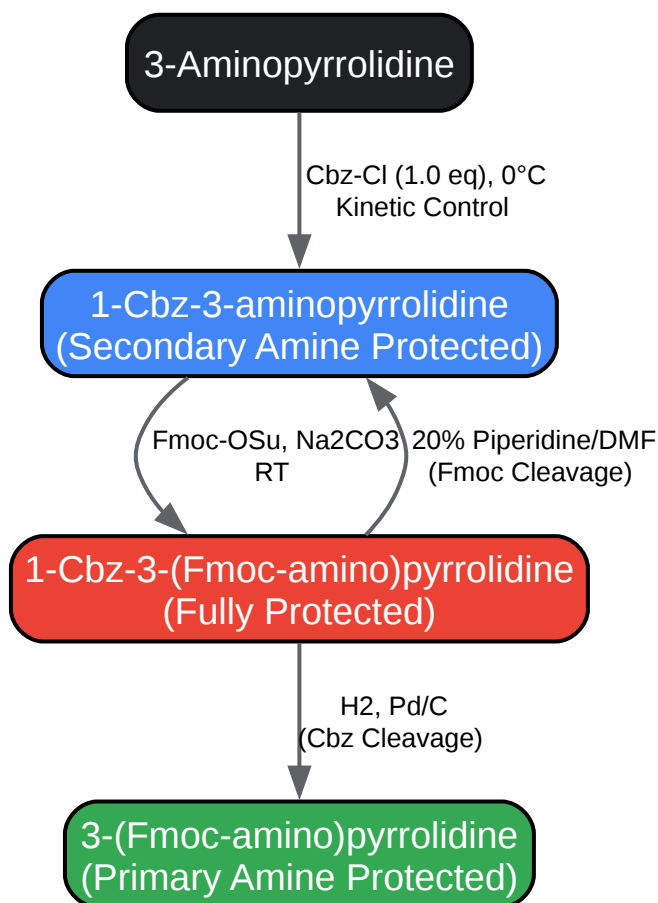 3-Aminopyrrolidine
Cbz-Cl (1.0 eq), 0°C
Kinetic Control
1-Cbz-3-aminopyrrolidine
(Secondary Amine Protected)
Fmoc-OSu, Na2CO3
RT
20% Piperidine/DMF
(Fmoc Cleavage)
1-Cbz-3-(Fmoc-amino)pyrrolidine
(Fully Protected)
H2, Pd/C
(Cbz Cleavage)
3-(Fmoc-amino)pyrrolidine
(Primary Amine Protected)